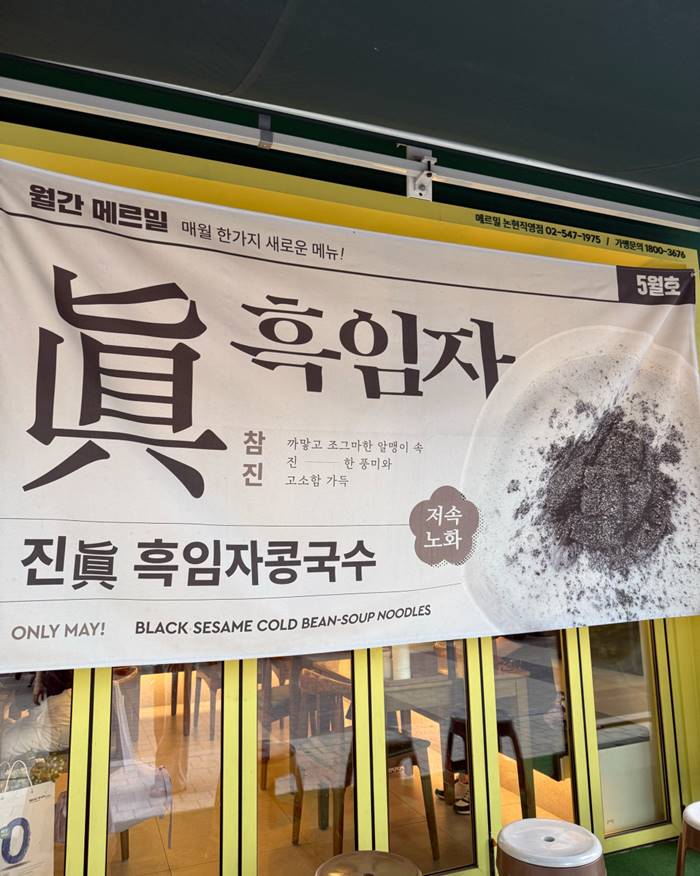 월간 메르밀 매월 한가지 새로운 메뉴!
메르밀 논현직영점 02-547-1975 / 가맹문의 1800-3676
5월호
眞 흑임자
참
진
까맣고 조그마한 알맹이 속
진 ─── 한 풍미와
고소함 가득
저속
노화
진眞 흑임자콩국수
ONLY MAY! BLACK SESAME COLD BEAN-SOUP NOODLES